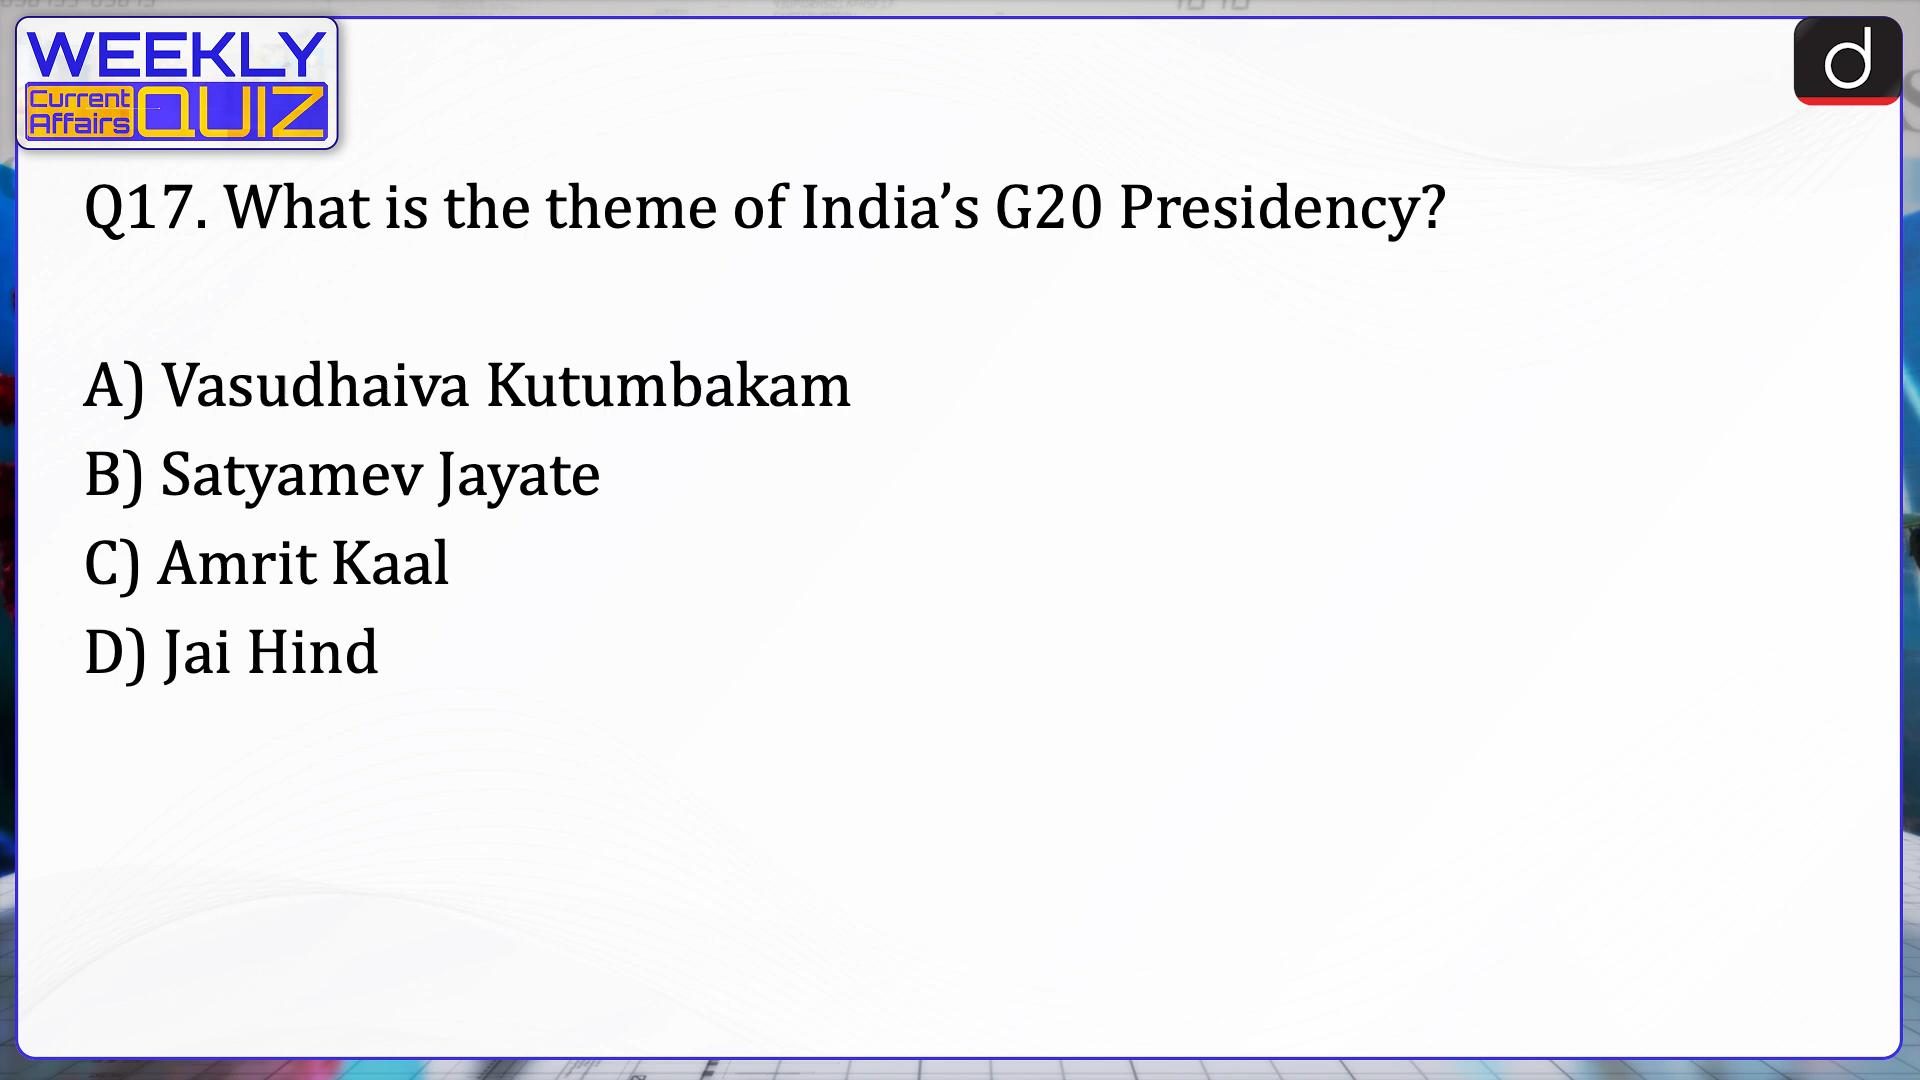 WEEKLY
Current
Affairs
QUIZ
d
Q17. What is the theme of India’s G20 Presidency?
A) Vasudhaiva Kutumbakam
B) Satyamev Jayate
C) Amrit Kaal
D) Jai Hind